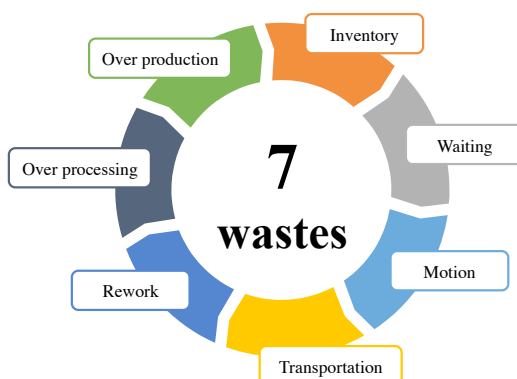 Inventory
Over production
Waiting
7
wastes
Over processing
Motion
Rework
Transportation